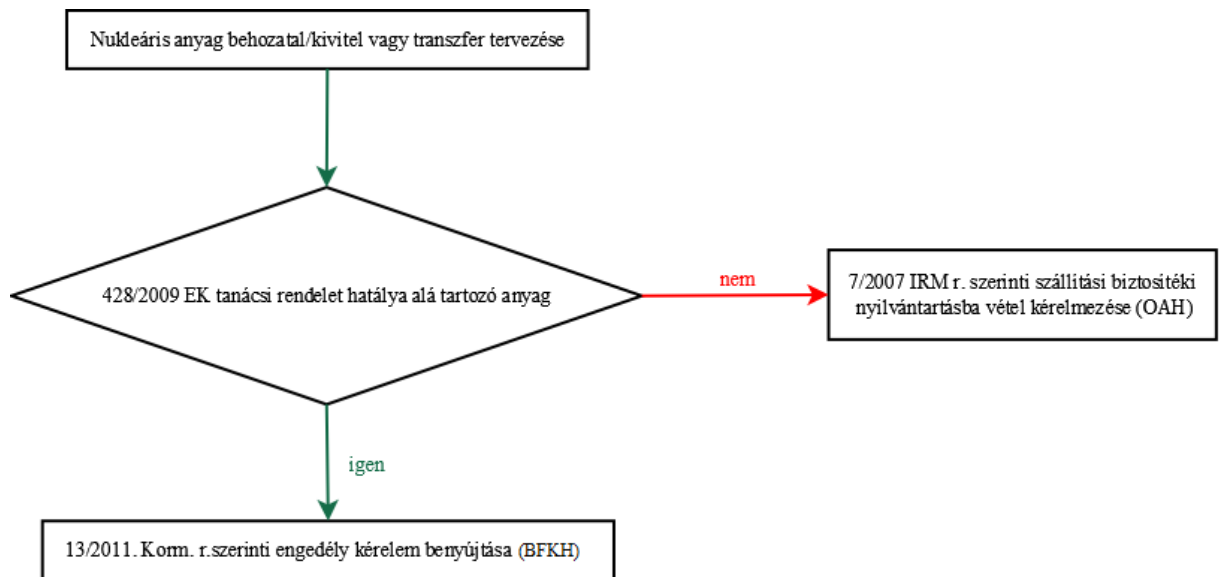 Nukleáris anyag behozatal/kivitel vagy transzfer tervezése
428/2009 EK tanácsi rendelet hatálya alá tartozó anyag
nem
7/2007 IRM r. szerinti szállítási biztosítéki
nyilvántartásba vétel kérelmezése (OAH)
igen
13/2011. Korm. r.szerinti engedély kérelem benyújtása (BFKH)